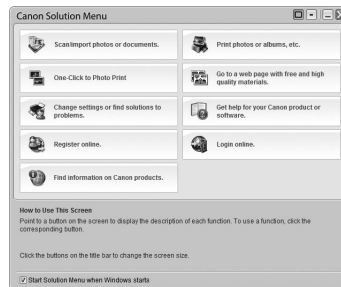 Canon Solution Menu
Scan/import photos or documents.
Print photos or albums, etc.
One-Click to Photo Print
Go to a web page with free and high
quality materials.
Change settings or find solutions to
problems.
Get help for your Canon product or
software.
Register online.
Login online.
Find information on Canon products.
How to Use This Screen
Point to a button on the screen to display the description of each function. To use a function, click the
corresponding button.
Click the buttons on the title bar to change the screen size.
Start Solution Menu when Windows starts